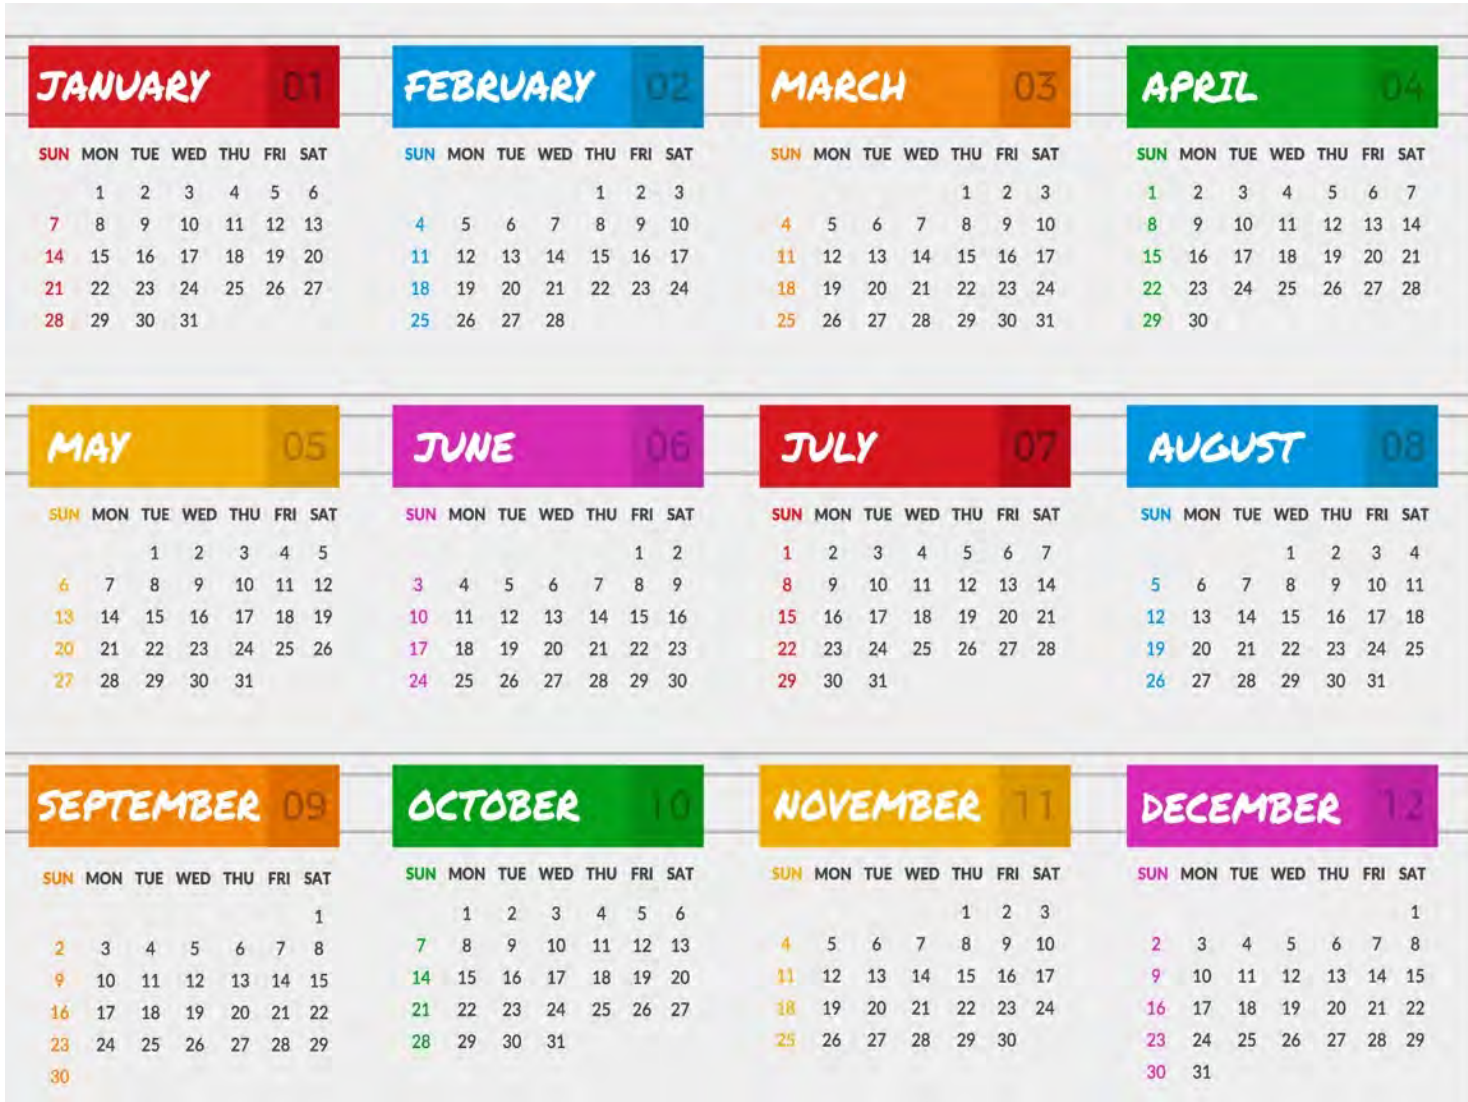 JANUARY 01
SUN MON TUE WED THU FRI SAT
1 2 3 4 5 6
7 8 9 10 11 12 13
14 15 16 17 18 19 20
21 22 23 24 25 26 27
28 29 30 31
FEBRUARY 02
SUN MON TUE WED THU FRI SAT
1 2 3
4 5 6 7 8 9 10
11 12 13 14 15 16 17
18 19 20 21 22 23 24
25 26 27 28
MARCH 03
SUN MON TUE WED THU FRI SAT
1 2 3
4 5 6 7 8 9 10
11 12 13 14 15 16 17
18 19 20 21 22 23 24
25 26 27 28 29 30 31
APRIL 04
SUN MON TUE WED THU FRI SAT
1 2 3 4 5 6 7
8 9 10 11 12 13 14
15 16 17 18 19 20 21
22 23 24 25 26 27 28
29 30
MAY 05
SUN MON TUE WED THU FRI SAT
1 2 3 4 5
6 7 8 9 10 11 12
13 14 15 16 17 18 19
20 21 22 23 24 25 26
27 28 29 30 31
JUNE 06
SUN MON TUE WED THU FRI SAT
1 2
3 4 5 6 7 8 9
10 11 12 13 14 15 16
17 18 19 20 21 22 23
24 25 26 27 28 29 30
JULY 07
SUN MON TUE WED THU FRI SAT
1 2 3 4 5 6 7
8 9 10 11 12 13 14
15 16 17 18 19 20 21
22 23 24 25 26 27 28
29 30 31
AUGUST 08
SUN MON TUE WED THU FRI SAT
1 2 3 4
5 6 7 8 9 10 11
12 13 14 15 16 17 18
19 20 21 22 23 24 25
26 27 28 29 30 31
SEPTEMBER 09
SUN MON TUE WED THU FRI SAT
1
2 3 4 5 6 7 8
9 10 11 12 13 14 15
16 17 18 19 20 21 22
23 24 25 26 27 28 29
30
OCTOBER 10
SUN MON TUE WED THU FRI SAT
1 2 3 4 5 6
7 8 9 10 11 12 13
14 15 16 17 18 19 20
21 22 23 24 25 26 27
28 29 30 31
NOVEMBER 11
SUN MON TUE WED THU FRI SAT
1 2 3
4 5 6 7 8 9 10
11 12 13 14 15 16 17
18 19 20 21 22 23 24
25 26 27 28 29 30
DECEMBER 12
SUN MON TUE WED THU FRI SAT
1
2 3 4 5 6 7 8
9 10 11 12 13 14 15
16 17 18 19 20 21 22
23 24 25 26 27 28 29
30 31